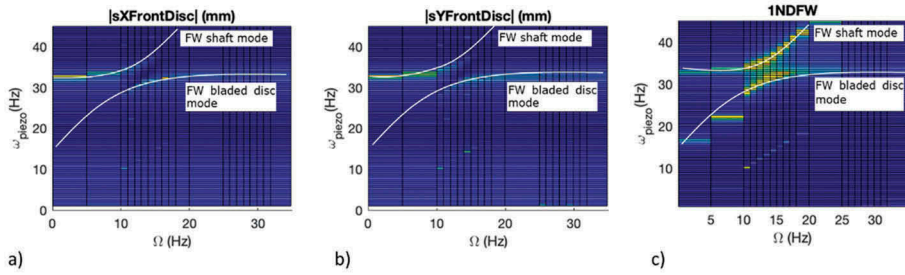 |sXFrontDisc| (mm)
FW shaft mode
FW bladed disc
mode
ω_piezo (Hz)
40
30
20
10
0
0 10 20 30
Ω (Hz)
a)
|sYFrontDisc| (mm)
FW shaft mode
FW bladed disc
mode
ω_piezo (Hz)
40
30
20
10
0
0 10 20 30
Ω (Hz)
b)
1NDFW
FW shaft mode
FW bladed disc
mode
ω_piezo (Hz)
40
30
20
10
5 10 15 20 25 30
Ω (Hz)
c)